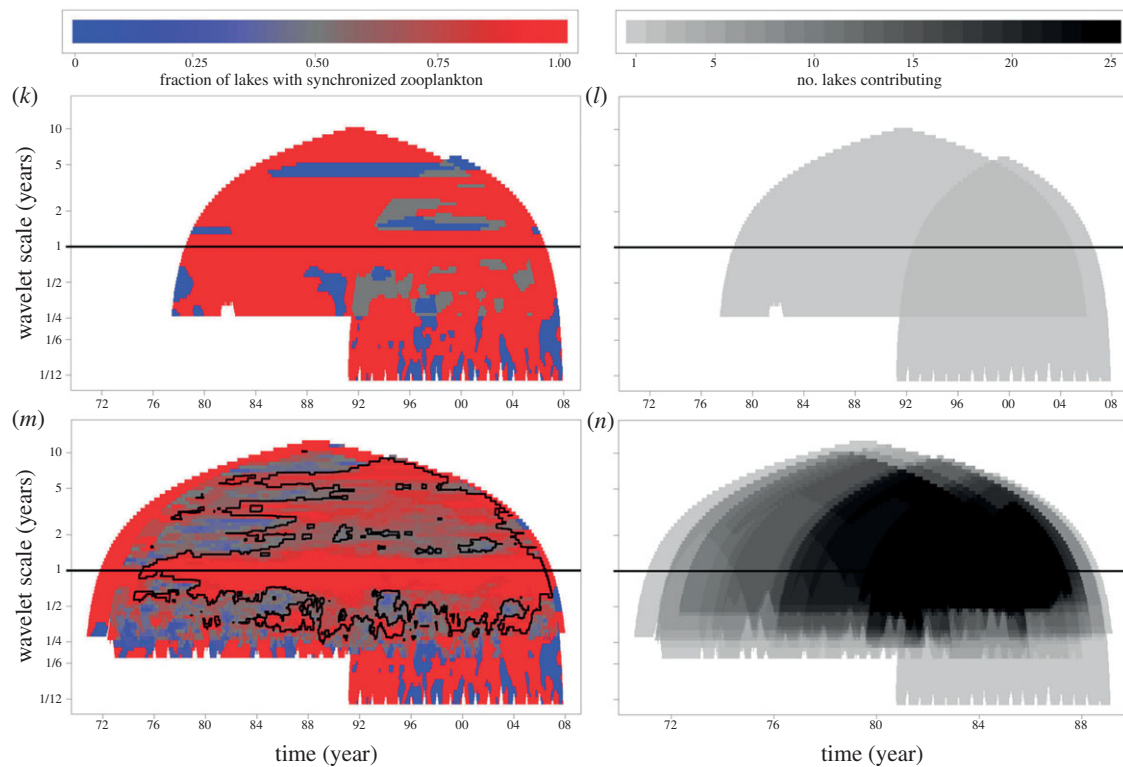 0 0.25 0.50 0.75 1.00
fraction of lakes with synchronized zooplankton
1 5 10 15 20 25
no. lakes contributing
(k)
10
5
2
1
1/2
1/4
1/6
1/12
wavelet scale (years)
72 76 80 84 88 92 96 00 04 08
(l)
72 76 80 84 88 92 96 00 04 08
(m)
10
5
2
1
1/2
1/4
1/6
1/12
wavelet scale (years)
72 76 80 84 88 92 96 00 04 08
time (year)
(n)
72 76 80 84 88
time (year)